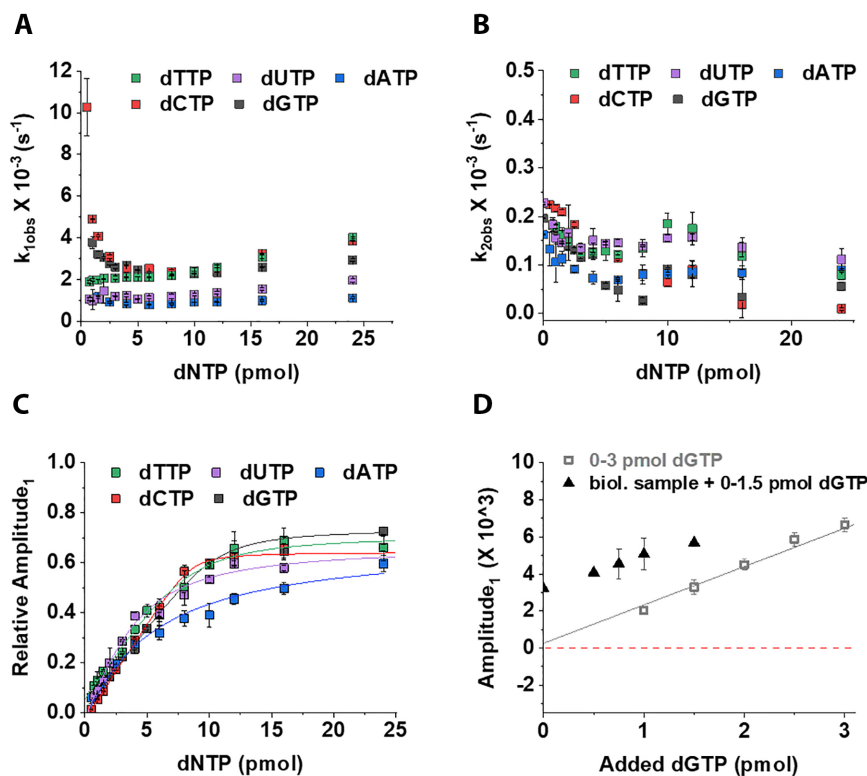 A
k1obs X 10^-3 (s^-1)
12
10
8
6
4
2
0
dTTP dUTP dATP
dCTP dGTP
0 5 10 15 20 25
dNTP (pmol)
B
k2obs X 10^-3 (s^-1)
0.5
0.4
0.3
0.2
0.1
0.0
dTTP dUTP dATP
dCTP dGTP
0 10 20
dNTP (pmol)
C
Relative Amplitude1
1.0
0.8
0.6
0.4
0.2
0.0
dTTP dUTP dATP
dCTP dGTP
0 5 10 15 20 25
dNTP (pmol)
D
Amplitude1 (X 10^3)
10
8
6
4
2
0
-2
0-3 pmol dGTP
biol. sample + 0-1.5 pmol dGTP
0 1 2 3
Added dGTP (pmol)